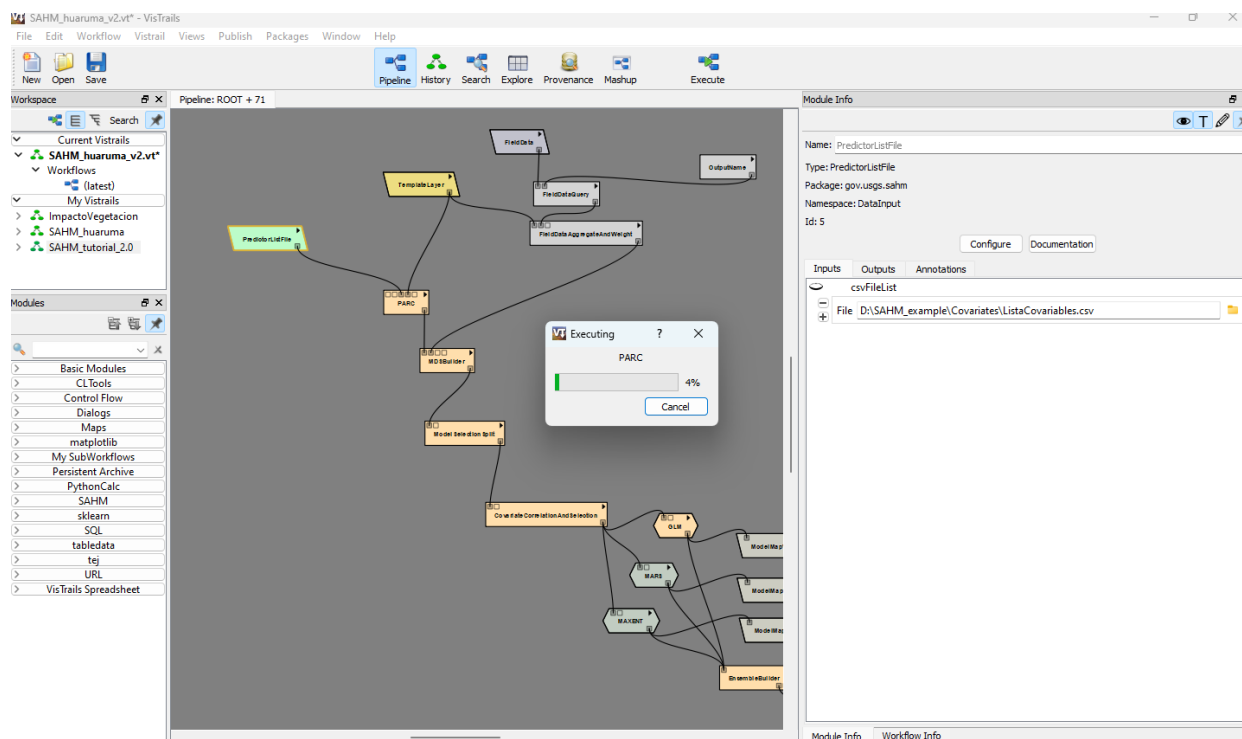 SAHM_huaruma_v2.vt* - VisTrails
File Edit Workflow Vistrail Views Publish Packages Window Help
New Open Save Pipeline History Search Explore Provenance Mashup Execute
Workspace
Search
Current Vistrails
SAHM_huaruma_v2.vt*
Workflows
(latest)
My Vistrails
ImpactoVegetacion
SAHM_huaruma
SAHM_tutorial_2.0
Modules
Basic Modules
CLTools
Control Flow
Dialogs
Maps
matplotlib
My SubWorkflows
Persistent Archive
PythonCalc
SAHM
sklearn
SQL
tabledata
tej
URL
VisTrails Spreadsheet
Pipeline: ROOT + 71
FieldData
OutputName
TemplateLayer
FieldDataQuery
PredictorListFile
FieldDataAggregateAndWeight
PARC
MDSBuilder
ModelSelectionSplit
CovariateCorrelationAndSelection
GLM
ModelMap
MARS
ModelMap
MAXENT
ModelMap
EnsembleBuilder
Executing ?
PARC
4%
Cancel
Module Info
Name: PredictorListFile
Type: PredictorListFile
Package: gov.usgs.sahm
Namespace: DataInput
Id: 5
Configure Documentation
Inputs Outputs Annotations
csvFileList
File D:\SAHM_example\Covariates\ListaCovariables.csv
Module Info Workflow Info